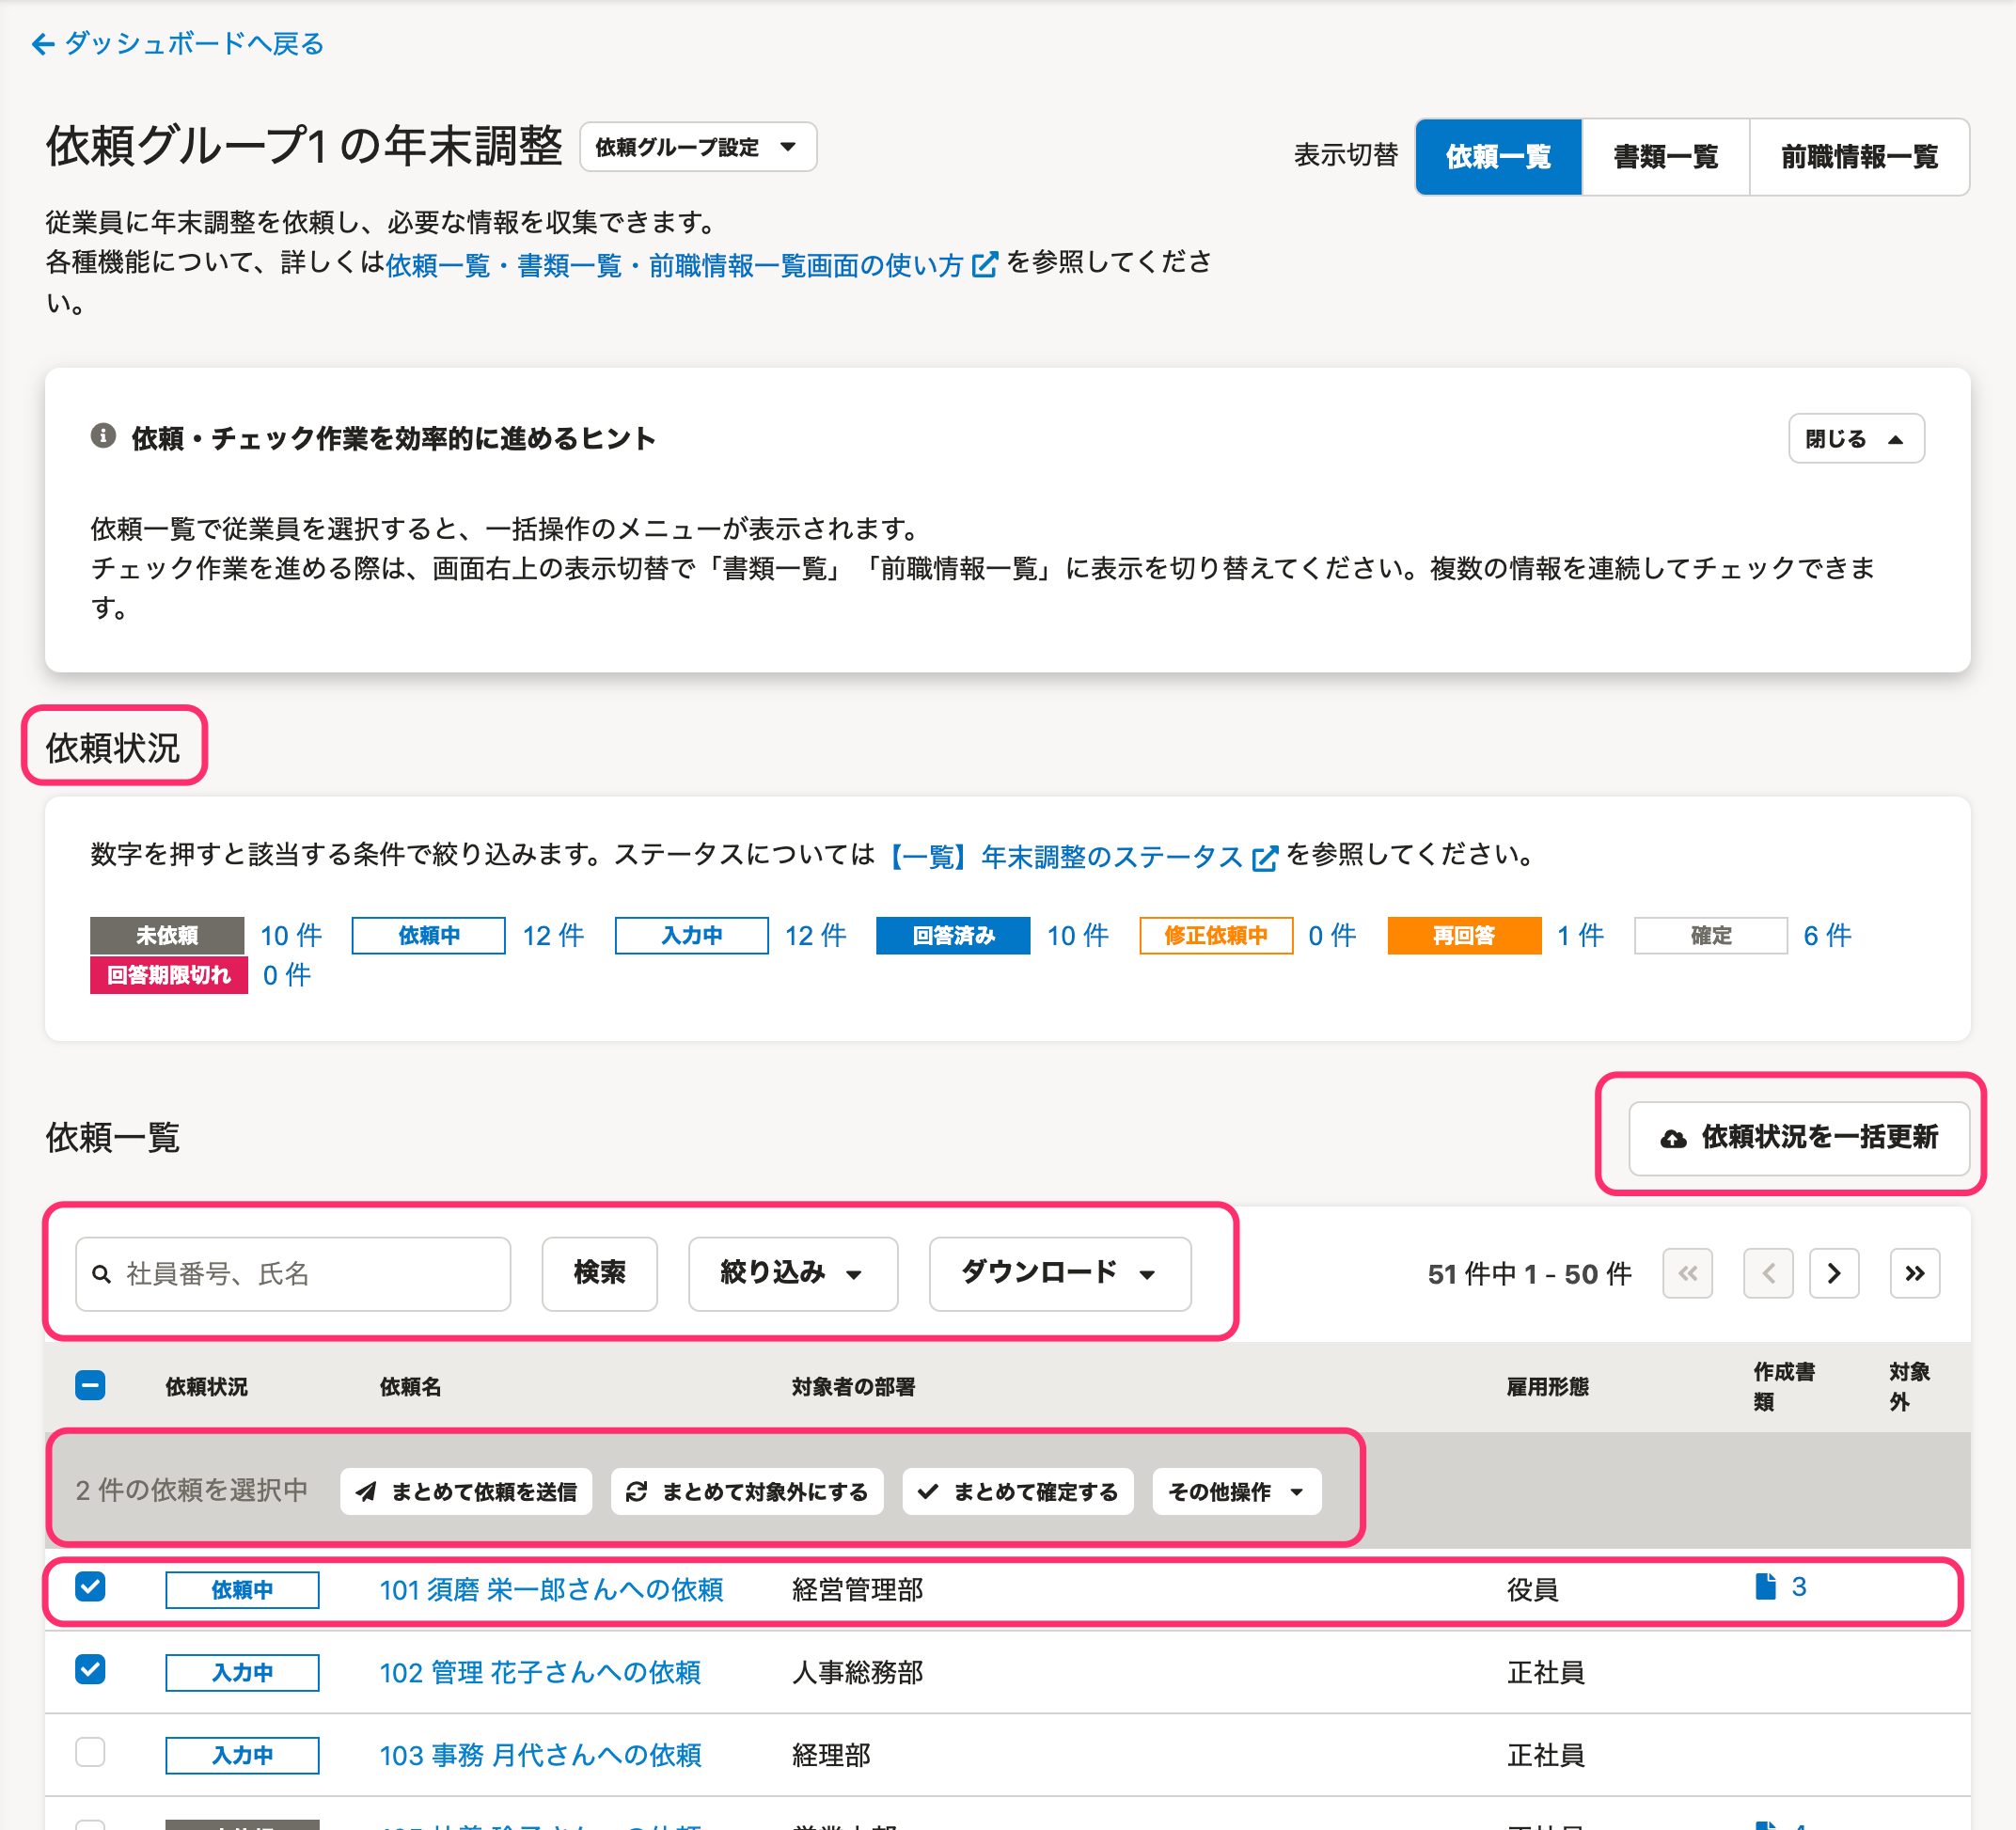 ダッシュボードへ戻る
依頼グループ1 の年末調整
依頼グループ設定
表示切替
依頼一覧
書類一覧
前職情報一覧
従業員に年末調整を依頼し、必要な情報を収集できます。
各種機能について、詳しくは依頼一覧・書類一覧・前職情報一覧画面の使い方 を参照してくださ
い。
依頼・チェック作業を効率的に進めるヒント
閉じる
依頼一覧で従業員を選択すると、一括操作のメニューが表示されます。
チェック作業を進める際は、画面右上の表示切替で「書類一覧」「前職情報一覧」に表示を切り替えてください。複数の情報を連続してチェックできま
す。
依頼状況
数字を押すと該当する条件で絞り込みます。ステータスについては【一覧】年末調整のステータス を参照してください。
未依頼 10 件 依頼中 12 件 入力中 12 件 回答済み 10 件 修正依頼中 0 件 再回答 1 件 確定 6 件
回答期限切れ 0 件
依頼一覧
依頼状況を一括更新
社員番号、氏名
検索
絞り込み
ダウンロード
51 件中 1 - 50 件
依頼状況 依頼名 対象者の部署 雇用形態 作成書類 対象外
2 件の依頼を選択中 まとめて依頼を送信 まとめて対象外にする まとめて確定する その他操作
依頼中 101 須磨 栄一郎さんへの依頼 経営管理部 役員 3
入力中 102 管理 花子さんへの依頼 人事総務部 正社員
入力中 103 事務 月代さんへの依頼 経理部 正社員